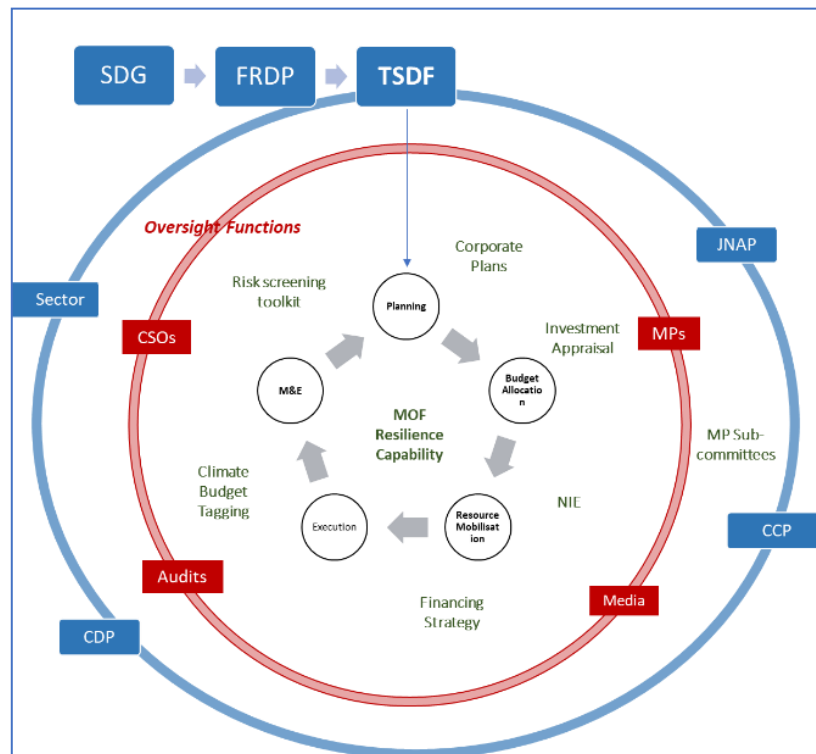 SDG
FRDP
TSDF
Oversight Functions
JNAP
Corporate
Plans
Risk screening
toolkit
Sector
Planning
CSOs
Investment
Appraisal
MPs
M&E
Budget
Allocatio
n
MOF
Resilience
Capability
MP Sub-
committees
Climate
Budget
Tagging
NIE
Execution
Resource
Mobilisat
ion
CCP
Audits
Financing
Strategy
Media
CDP